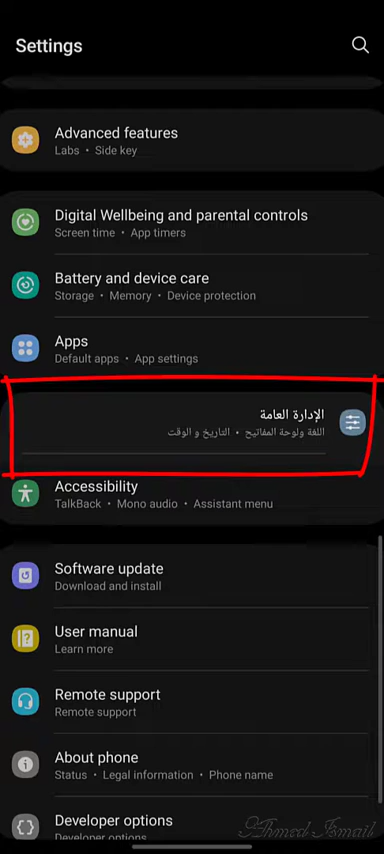 Settings
Advanced features
Labs • Side key
Digital Wellbeing and parental controls
Screen time • App timers
Battery and device care
Storage • Memory • Device protection
Apps
Default apps • App settings
الإدارة العامة
اللغة ولوحة المفاتيح • التاريخ و الوقت
Accessibility
TalkBack • Mono audio • Assistant menu
Software update
Download and install
User manual
Learn more
Remote support
Remote support
About phone
Status • Legal information • Phone name
Developer options
Developer options
Ahmed Ismail